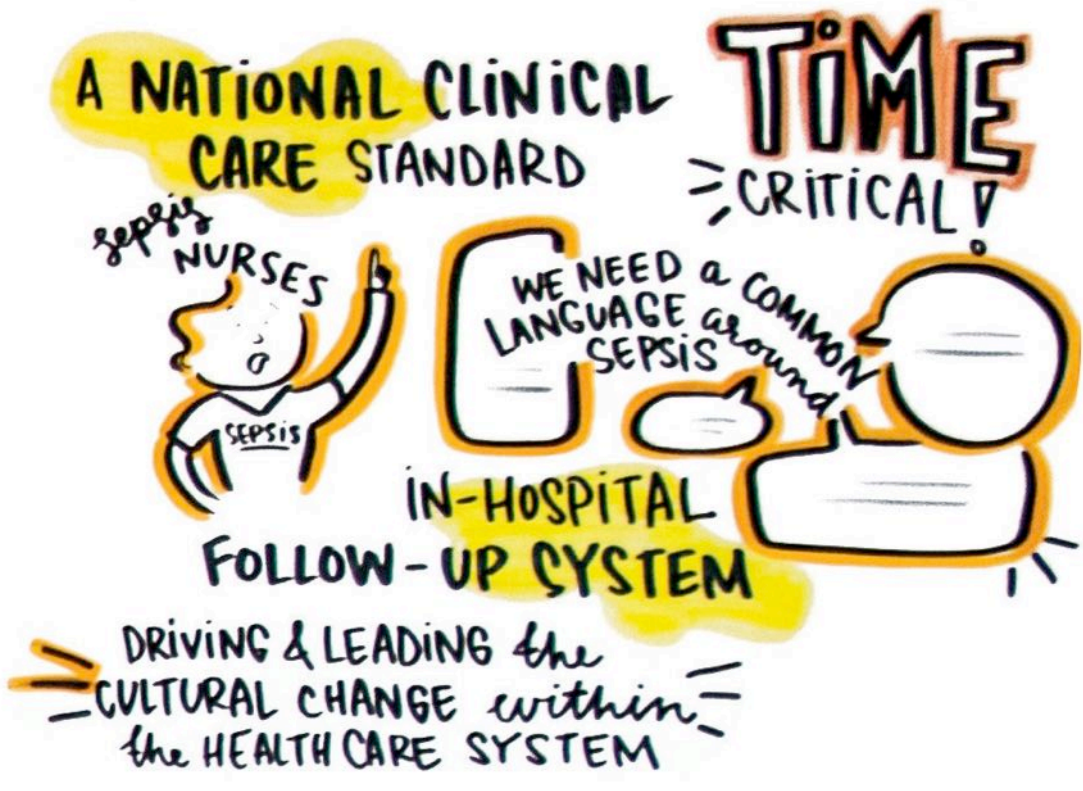 A NATIONAL CLINICAL
CARE STANDARD
TIME
CRITICAL!
sepsis
NURSES
SEPSIS
WE NEED a COMMON
LANGUAGE around
SEPSIS
IN-HOSPITAL
FOLLOW-UP SYSTEM
DRIVING & LEADING the
CULTURAL CHANGE within
the HEALTH CARE SYSTEM